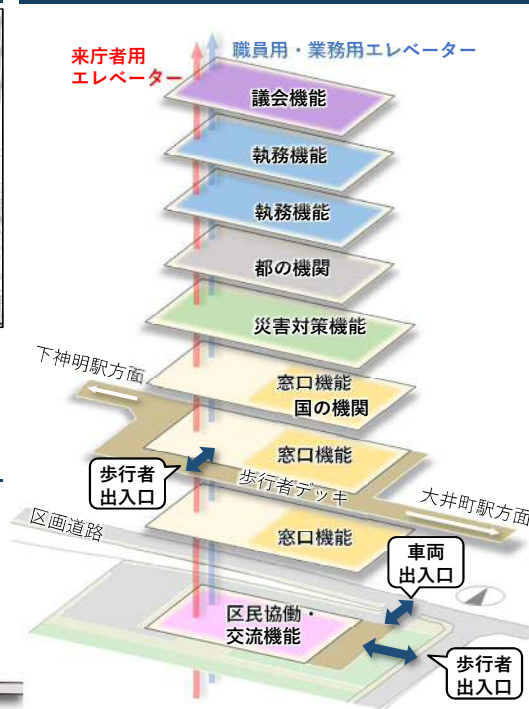 来庁者用
エレベーター
職員用・業務用エレベーター
議会機能
執務機能
執務機能
都の機関
災害対策機能
下神明駅方面
窓口機能
国の機関
窓口機能
歩行者
出入口
歩行者デッキ
大井町駅方面
区画道路
窓口機能
車両
出入口
区民協働・
交流機能
歩行者
出入口